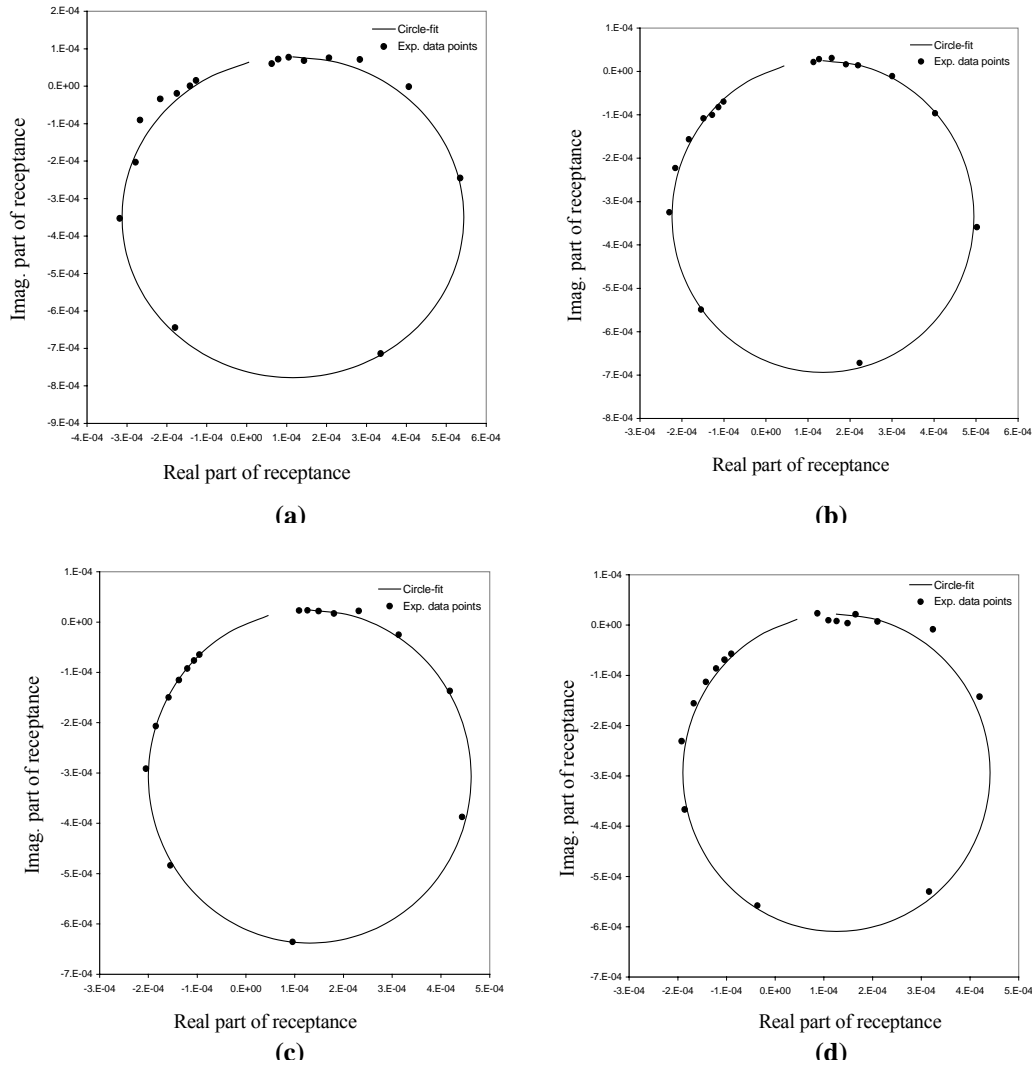 2.E-04
1.E-04
0.E+00
-1.E-04
-2.E-04
-3.E-04
-4.E-04
-5.E-04
-6.E-04
-7.E-04
-8.E-04
-9.E-04
-4.E-04 -3.E-04 -2.E-04 -1.E-04 0.E+00 1.E-04 2.E-04 3.E-04 4.E-04 5.E-04 6.E-04
Imag. part of receptance
Real part of receptance
Circle-fit
Exp. data points
(a)
1.E-04
0.E+00
-1.E-04
-2.E-04
-3.E-04
-4.E-04
-5.E-04
-6.E-04
-7.E-04
-8.E-04
-3.E-04 -2.E-04 -1.E-04 0.E+00 1.E-04 2.E-04 3.E-04 4.E-04 5.E-04 6.E-04
Imag. part of receptance
Real part of receptance
Circle-fit
Exp. data points
(b)
1.E-04
0.E+00
-1.E-04
-2.E-04
-3.E-04
-4.E-04
-5.E-04
-6.E-04
-7.E-04
-3.E-04 -2.E-04 -1.E-04 0.E+00 1.E-04 2.E-04 3.E-04 4.E-04 5.E-04
Imag. part of receptance
Real part of receptance
Circle-fit
Exp. data points
(c)
1.E-04
0.E+00
-1.E-04
-2.E-04
-3.E-04
-4.E-04
-5.E-04
-6.E-04
-7.E-04
-3.E-04 -2.E-04 -1.E-04 0.E+00 1.E-04 2.E-04 3.E-04 4.E-04 5.E-04
Imag. part of receptance
Real part of receptance
Circle-fit
Exp. data points
(d)